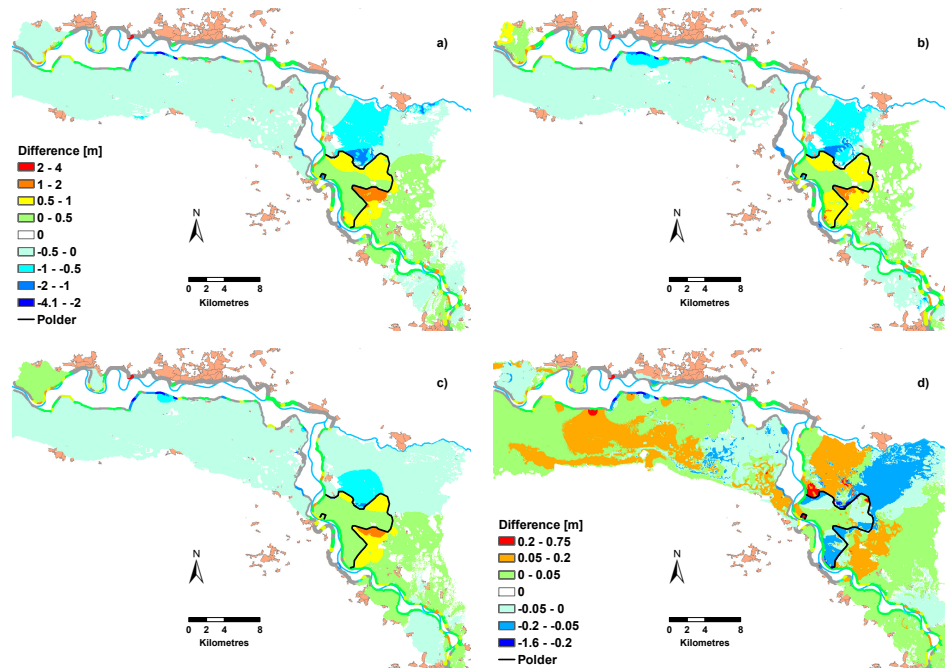 a)
b)
Difference [m]
2 - 4
1 - 2
0.5 - 1
0 - 0.5
0
-0.5 - 0
-1 - -0.5
-2 - -1
-4.1 - -2
Polder
N
0 2 4 8
Kilometres
N
0 2 4 8
Kilometres
c)
d)
N
0 2 4 8
Kilometres
Difference [m]
0.2 - 0.75
0.05 - 0.2
0 - 0.05
0
-0.05 - 0
-0.2 - -0.05
-1.6 - -0.2
Polder
N
0 2 4 8
Kilometres